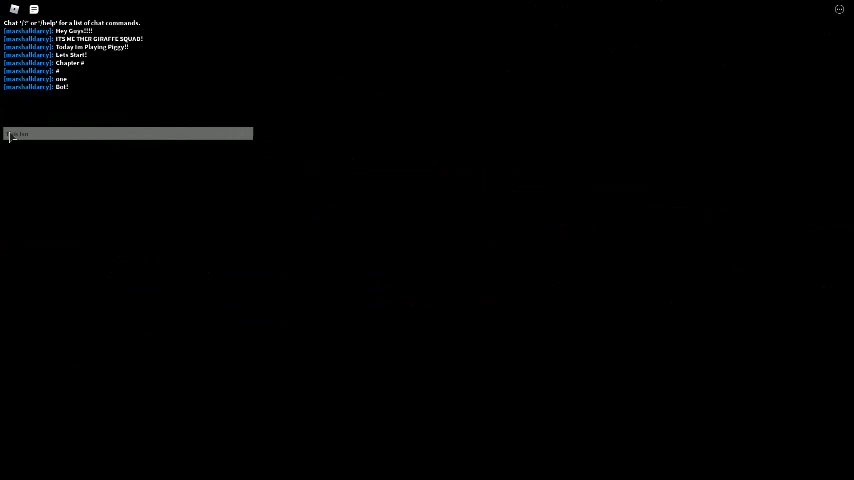 Chat '/?' or '/help' for a list of chat commands.
[marshalldarcy]: Hey Guys!!!!
[marshalldarcy]: ITS ME THER GIRAFFE SQUAD!
[marshalldarcy]: Today Im Playing Piggy!!
[marshalldarcy]: Lets Start!
[marshalldarcy]: Chapter #
[marshalldarcy]: #
[marshalldarcy]: one
[marshalldarcy]: Bot!